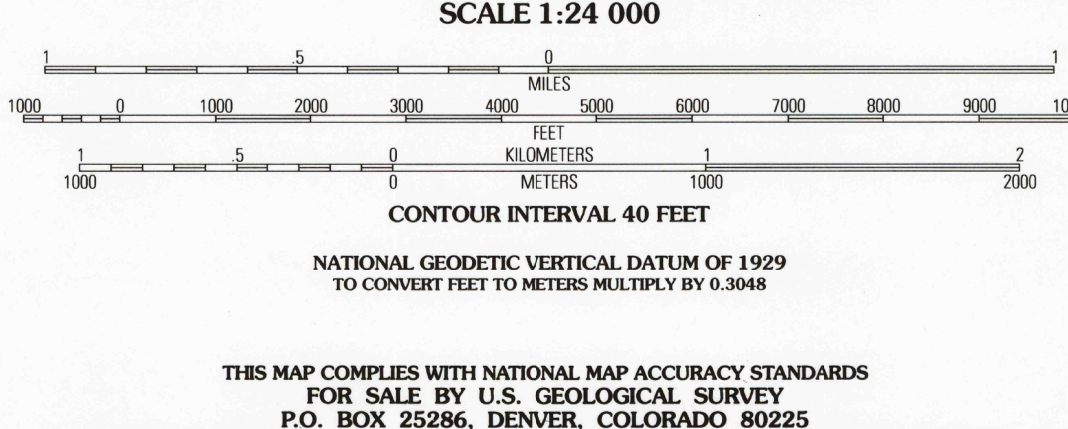 SCALE 1:24 000
1 .5 0 1
MILES
1000 0 1000 2000 3000 4000 5000 6000 7000 8000 9000
FEET
1 .5 0 KILOMETERS 1 2
1000 0 METERS 1000 2000
CONTOUR INTERVAL 40 FEET
NATIONAL GEODETIC VERTICAL DATUM OF 1929
TO CONVERT FEET TO METERS MULTIPLY BY 0.3048
THIS MAP COMPLIES WITH NATIONAL MAP ACCURACY STANDARDS
FOR SALE BY U.S. GEOLOGICAL SURVEY
P.O. BOX 25286, DENVER, COLORADO 80225